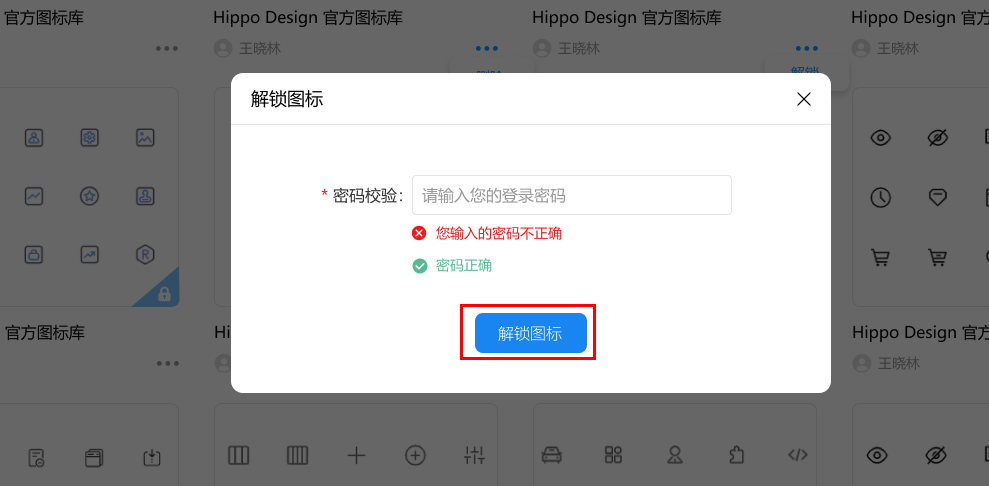 官方图标库
Hippo Design 官方图标库
Hippo Design 官方图标库
Hippo Design 官方
王晓林
王晓林
王晓林
解锁
解锁图标
* 密码校验：
请输入您的登录密码
您输入的密码不正确
密码正确
解锁图标
官方图标库
Hi
Hippo Design 官方
王晓林